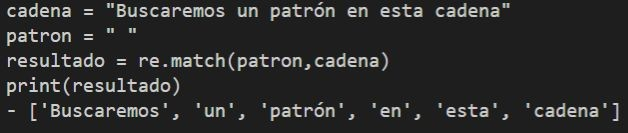 cadena = "Buscaremos un patrón en esta cadena"
patron = " "
resultado = re.match(patron,cadena)
print(resultado)
- ['Buscaremos', 'un', 'patrón', 'en', 'esta', 'cadena']